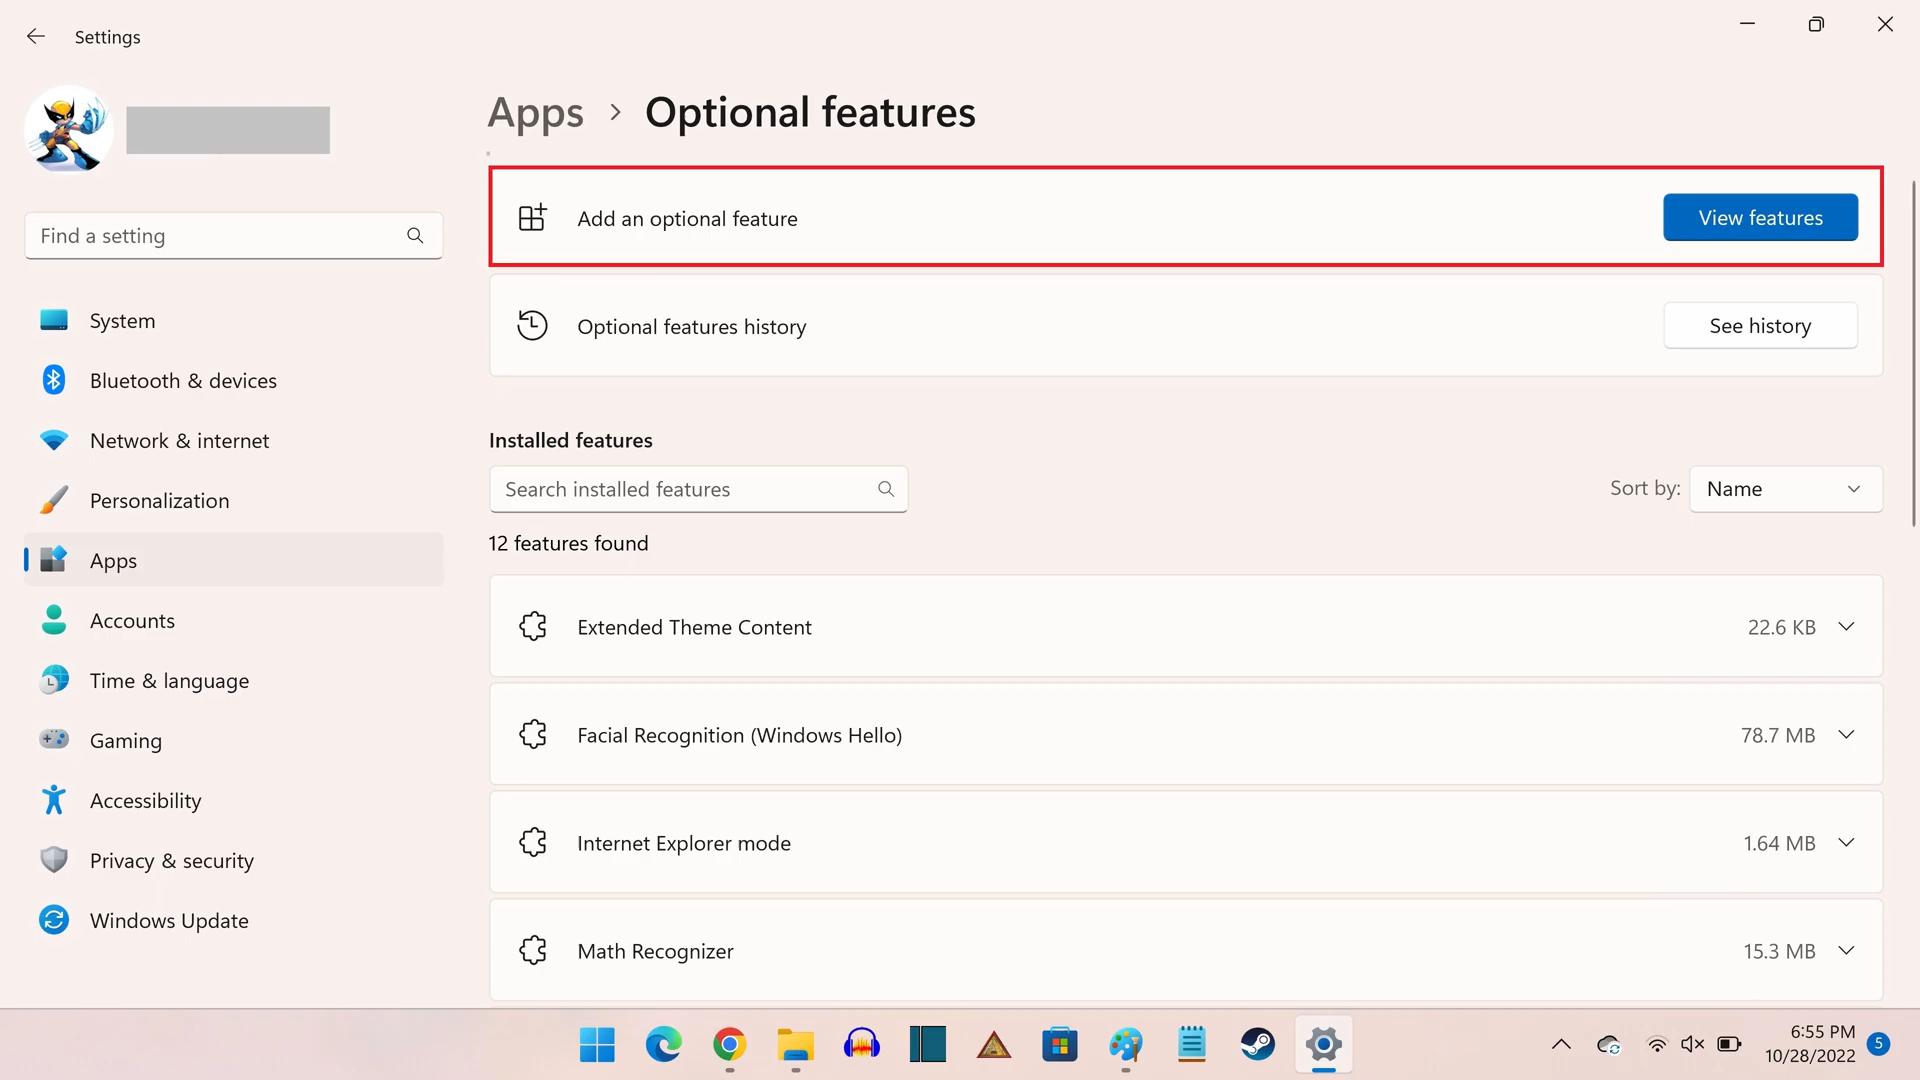 Settings
Apps > Optional features
Find a setting
System
Bluetooth & devices
Network & internet
Personalization
Apps
Accounts
Time & language
Gaming
Accessibility
Privacy & security
Windows Update
Add an optional feature
View features
Optional features history
See history
Installed features
Search installed features
Sort by: Name
12 features found
Extended Theme Content 22.6 KB
Facial Recognition (Windows Hello) 78.7 MB
Internet Explorer mode 1.64 MB
Math Recognizer 15.3 MB
6:55 PM
10/28/2022
5